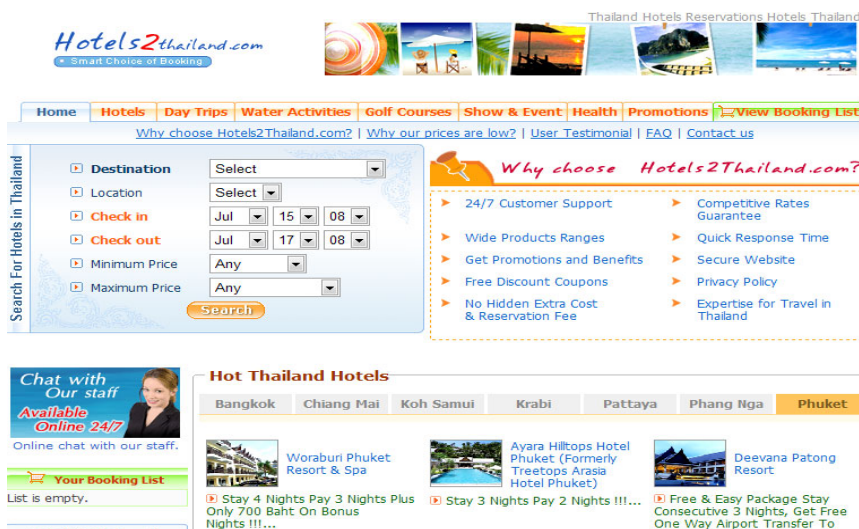 Thailand Hotels Reservations Hotels Thailand
Hotels2thailand.com
Smart Choice of Booking
Home Hotels Day Trips Water Activities Golf Courses Show & Event Health Promotions View Booking List
Why choose Hotels2Thailand.com? | Why our prices are low? | User Testimonial | FAQ | Contact us
Search For Hotels in Thailand
Destination Select
Location Select
Check in Jul 15 08
Check out Jul 17 08
Minimum Price Any
Maximum Price Any
Search
Why choose Hotels2Thailand.com?
24/7 Customer Support
Competitive Rates
Guarantee
Wide Products Ranges
Quick Response Time
Get Promotions and Benefits
Secure Website
Free Discount Coupons
Privacy Policy
No Hidden Extra Cost
& Reservation Fee
Expertise for Travel in
Thailand
Chat with
Our staff
Available
Online 24/7
Online chat with our staff.
Your Booking List
List is empty.
Hot Thailand Hotels
Bangkok Chiang Mai Koh Samui Krabi Pattaya Phang Nga Phuket
Woraburi Phuket
Resort & Spa
Stay 4 Nights Pay 3 Nights Plus
Only 700 Baht On Bonus
Nights !!!...
Ayara Hilltops Hotel
Phuket (Formerly
Treetops Arasia
Hotel Phuket)
Stay 3 Nights Pay 2 Nights !!!...
Deevana Patong
Resort
Free & Easy Package Stay
Consecutive 3 Nights, Get Free
One Way Airport Transfer To